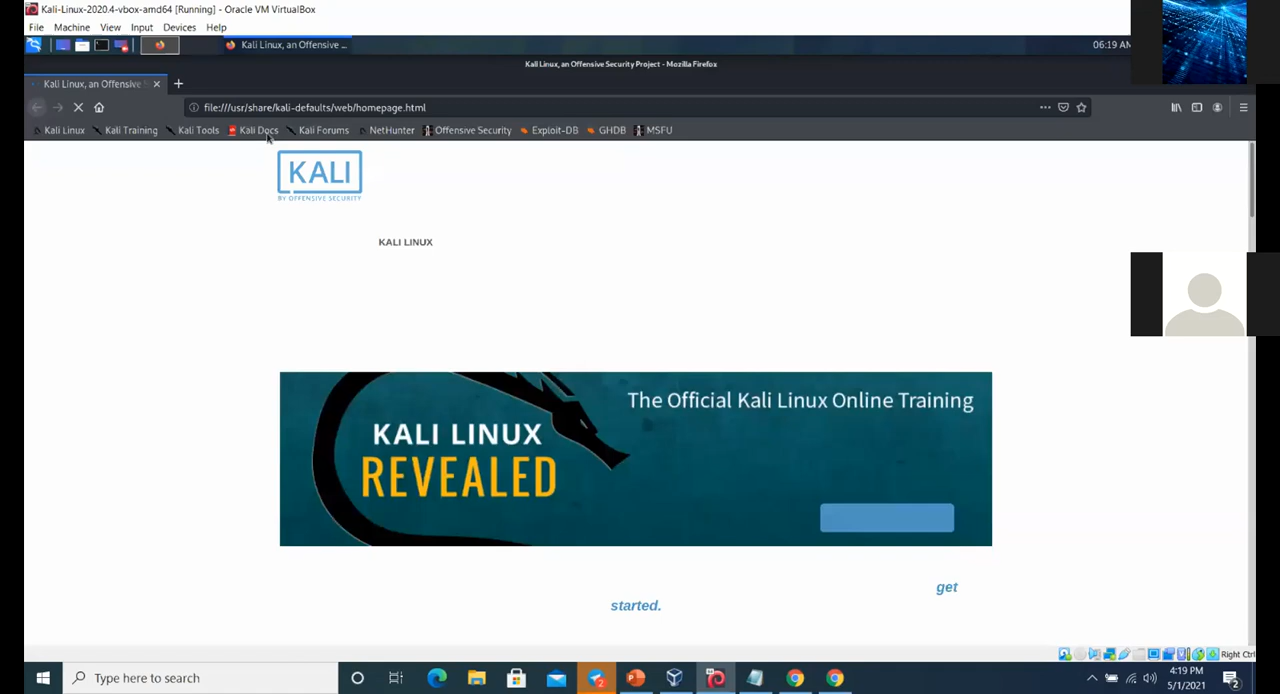 Kali-Linux-2020.4-vbox-amd64 [Running] - Oracle VM VirtualBox
File Machine View Input Devices Help
Kali Linux, an Offensive ...
06:19 AM
Kali Linux, an Offensive Security Project - Mozilla Firefox
Kali Linux, an Offensive
file:///usr/share/kali-defaults/web/homepage.html
Kali Linux Kali Training Kali Tools Kali Docs Kali Forums NetHunter Offensive Security Exploit-DB GHDB MSFU
KALI
BY OFFENSIVE SECURITY
KALI LINUX
The Official Kali Linux Online Training
KALI LINUX
REVEALED
get
started.
Right Ctrl
Type here to search
2
4:19 PM
5/1/2021
2